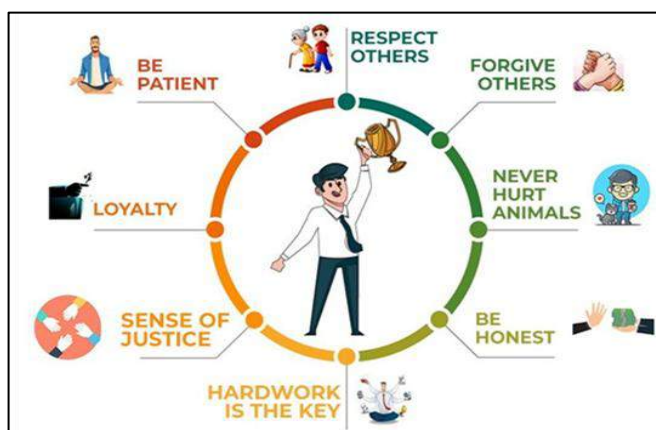 RESPECT
OTHERS
FORGIVE
OTHERS
NEVER
HURT
ANIMALS
BE
HONEST
HARDWORK
IS THE KEY
SENSE OF
JUSTICE
LOYALTY
BE
PATIENT